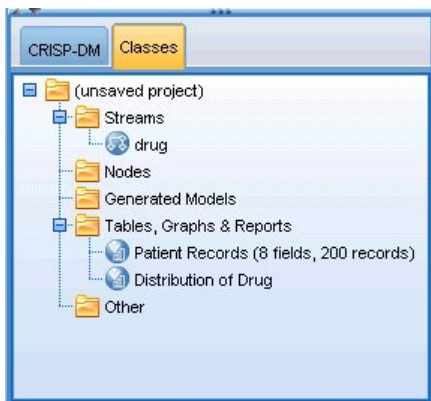 CRISP-DM Classes
(unsaved project)
Streams
drug
Nodes
Generated Models
Tables, Graphs & Reports
Patient Records (8 fields, 200 records)
Distribution of Drug
Other